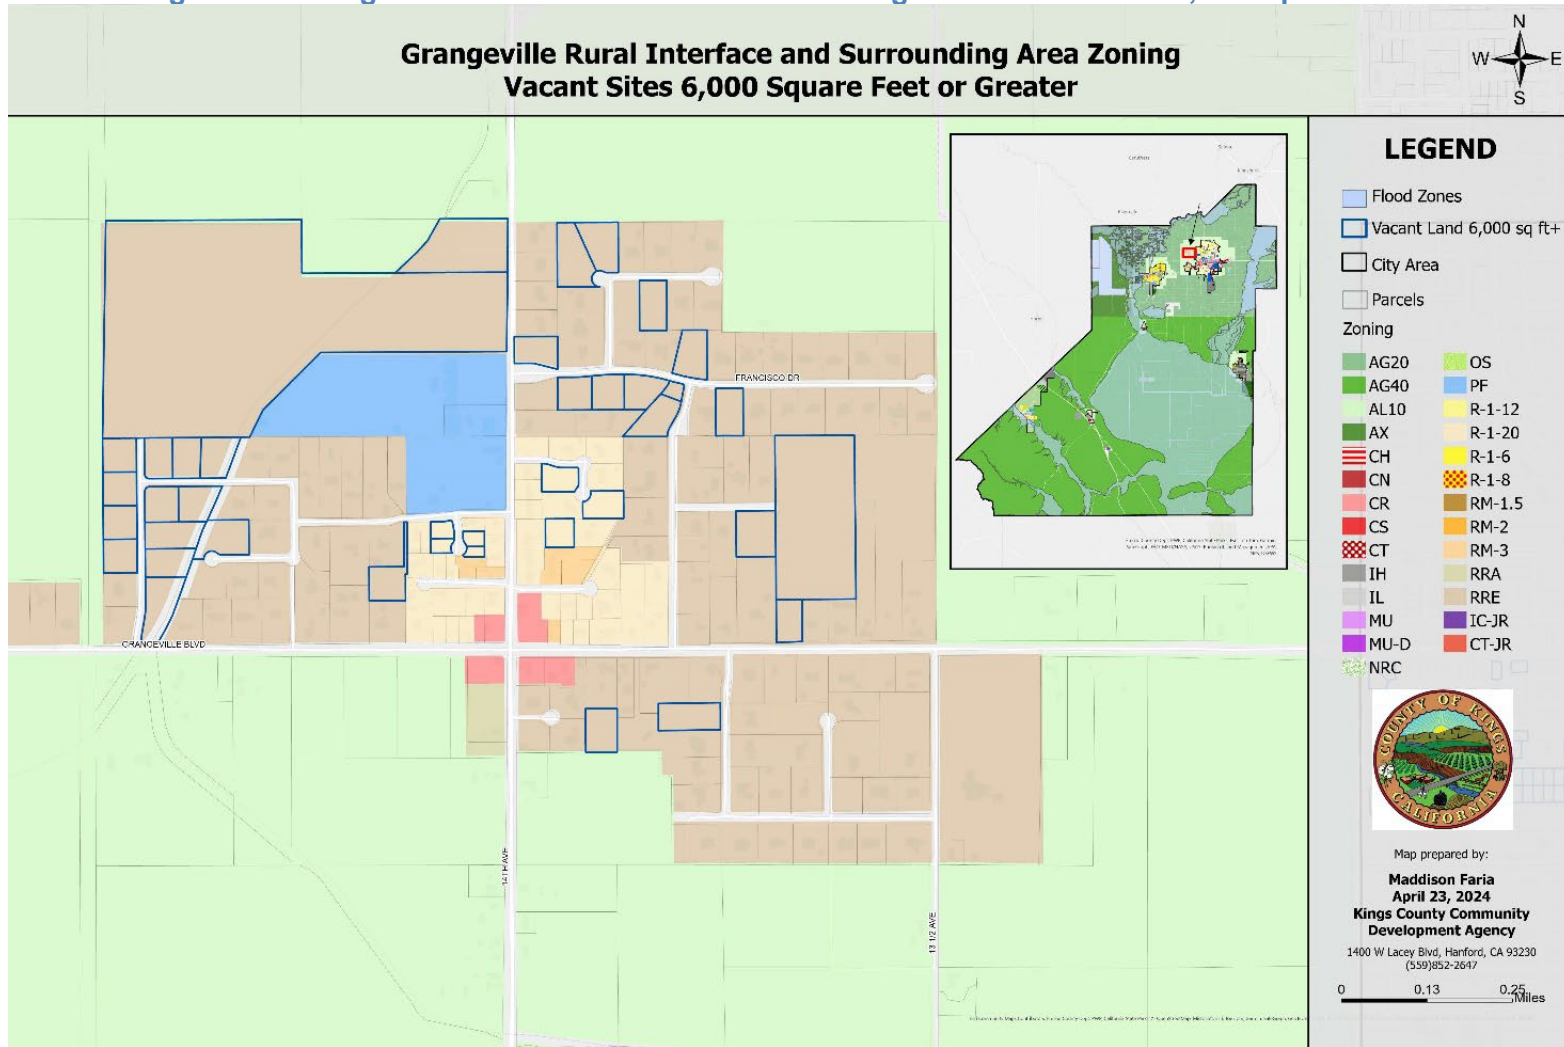 Grangeville Rural Interface and Surrounding Area Zoning
Vacant Sites 6,000 Square Feet or Greater
N
W
E
S
LEGEND
Flood Zones
Vacant Land 6,000 sq ft+
City Area
Parcels
Zoning
AG20
AG40
AL10
AX
CH
CN
CR
CS
CT
IH
IL
MU
MU-D
NRC
OS
PF
R-1-12
R-1-20
R-1-6
R-1-8
RM-1.5
RM-2
RM-3
RRA
RRE
IC-JR
CT-JR
FRANCISCO DR
GRANGEVILLE BLVD
14TH AVE
13 1/2 AVE
COUNTY OF KINGS
CALIFORNIA
Map prepared by:
Maddison Faria
April 23, 2024
Kings County Community
Development Agency
1400 W Lacey Blvd, Hanford, CA 93230
(559)852-2647
0 0.13 0.25
Miles